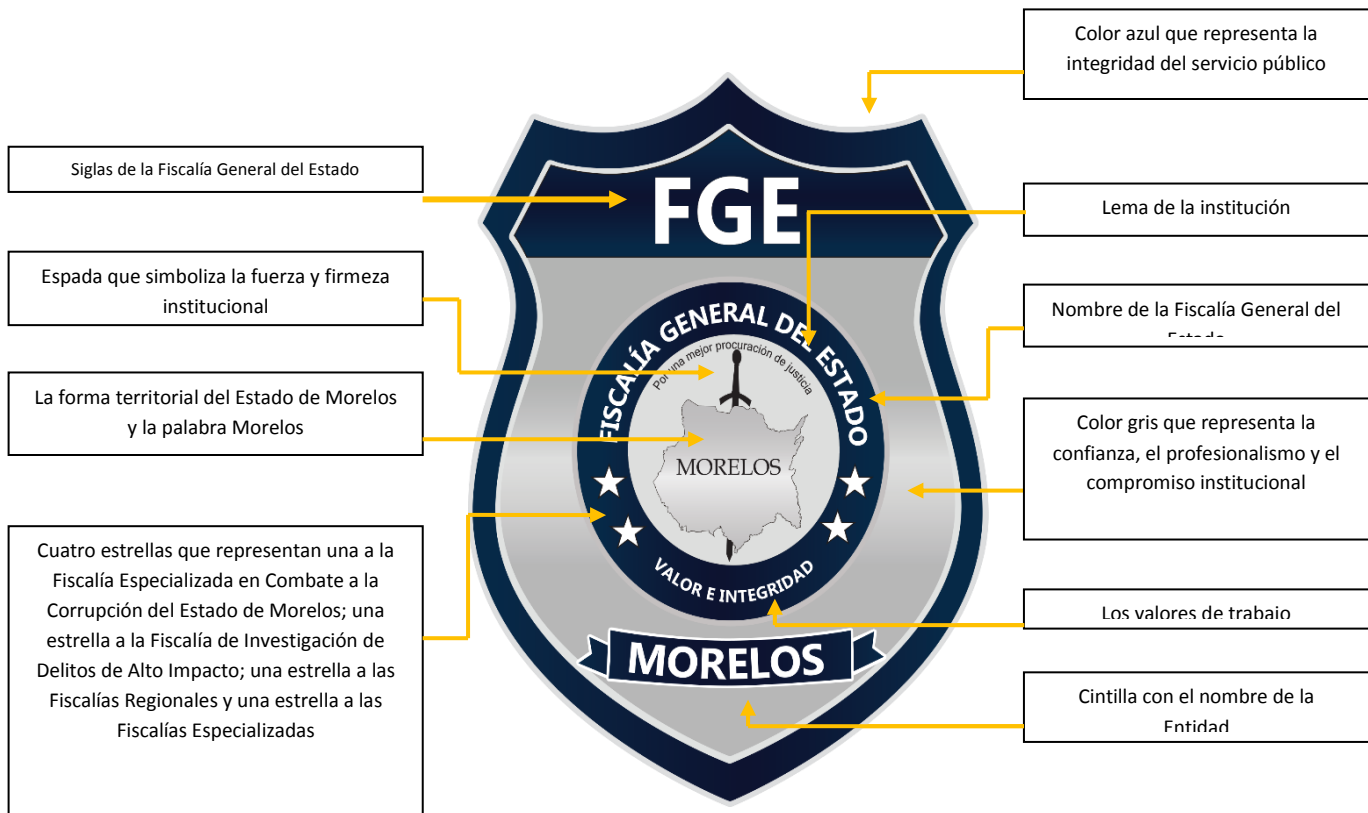 Color azul que representa la
integridad del servicio público
Siglas de la Fiscalía General del Estado
FGE
Lema de la institución
Espada que simboliza la fuerza y firmeza
institucional
Nombre de la Fiscalía General del
Estado
FISCALÍA GENERAL DEL ESTADO
Por una mejor procuración de justicia
La forma territorial del Estado de Morelos
y la palabra Morelos
MORELOS
Color gris que representa la
confianza, el profesionalismo y el
compromiso institucional
Cuatro estrellas que representan una a la
Fiscalía Especializada en Combate a la
Corrupción del Estado de Morelos; una
estrella a la Fiscalía de Investigación de
Delitos de Alto Impacto; una estrella a las
Fiscalías Regionales y una estrella a las
Fiscalías Especializadas
VALOR E INTEGRIDAD
Los valores de trabajo
MORELOS
Cintilla con el nombre de la
Entidad